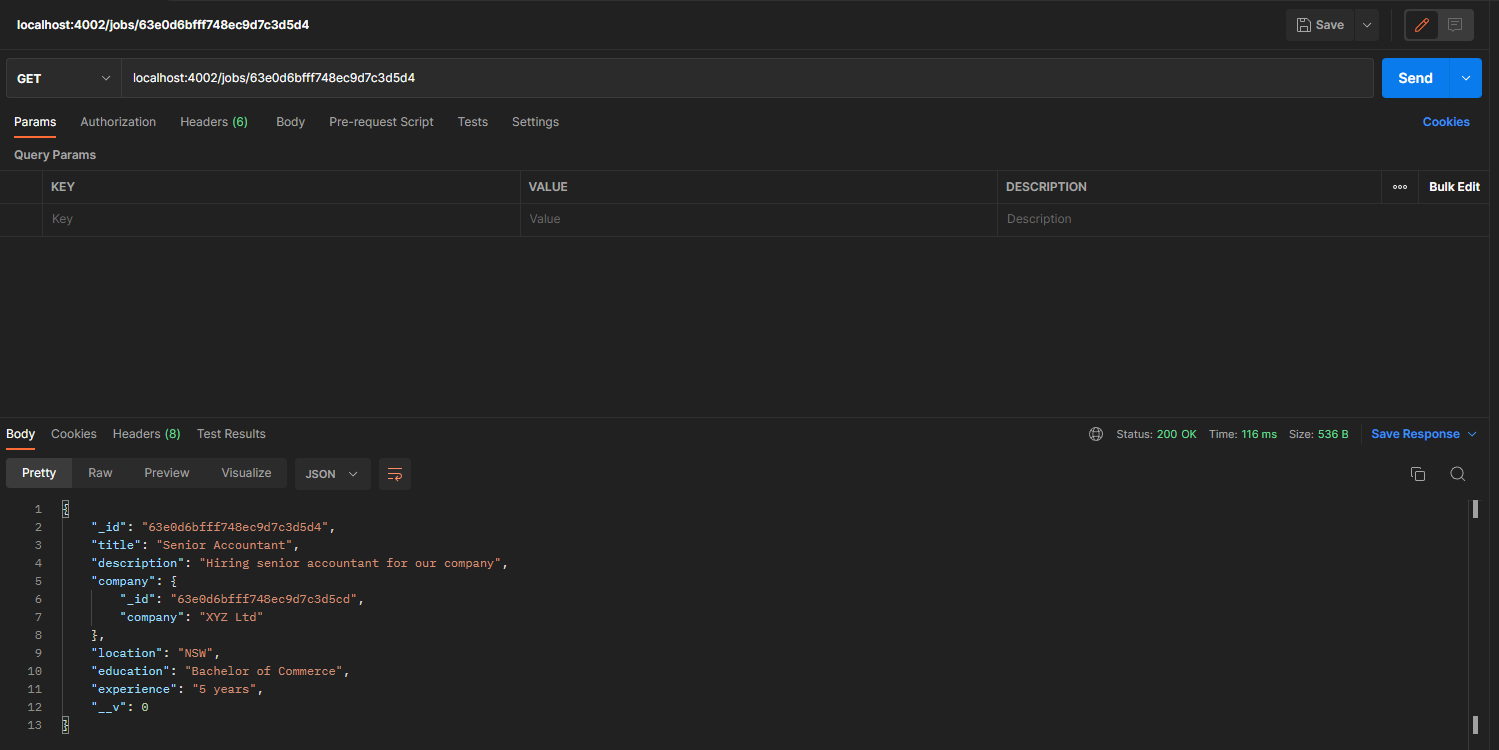 localhost:4002/jobs/63e0d6bfff748ec9d7c3d5d4
Save
GET
localhost:4002/jobs/63e0d6bfff748ec9d7c3d5d4
Send
Params Authorization Headers (6) Body Pre-request Script Tests Settings Cookies
Query Params
KEY VALUE DESCRIPTION Bulk Edit
Key Value Description
Body Cookies Headers (8) Test Results Status: 200 OK Time: 116 ms Size: 536 B Save Response
Pretty Raw Preview Visualize JSON
1 {
2 "_id": "63e0d6bfff748ec9d7c3d5d4",
3 "title": "Senior Accountant",
4 "description": "Hiring senior accountant for our company",
5 "company": {
6 "_id": "63e0d6bfff748ec9d7c3d5cd",
7 "company": "XYZ Ltd"
8 },
9 "location": "NSW",
10 "education": "Bachelor of Commerce",
11 "experience": "5 years",
12 "__v": 0
13 }